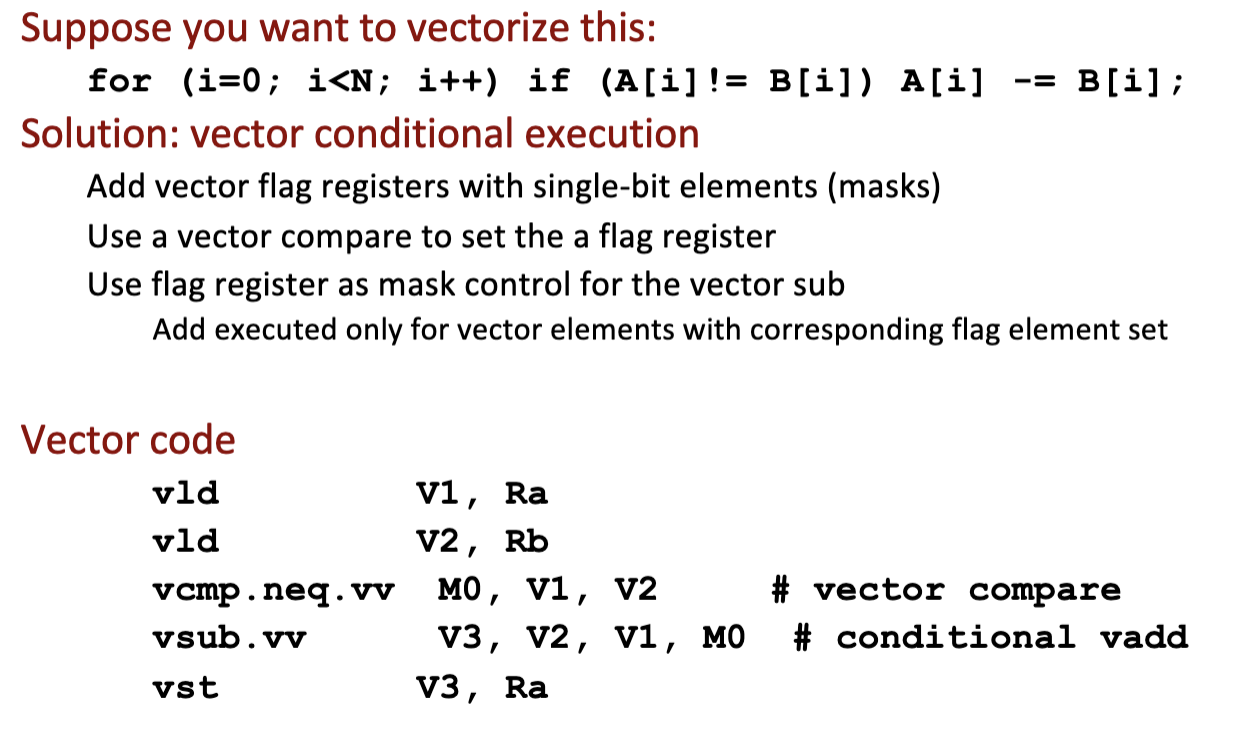 Suppose you want to vectorize this:
for (i=0; i<N; i++) if (A[i]!= B[i]) A[i] -= B[i];
Solution: vector conditional execution
Add vector flag registers with single-bit elements (masks)
Use a vector compare to set the a flag register
Use flag register as mask control for the vector sub
Add executed only for vector elements with corresponding flag element set
Vector code
vld V1, Ra
vld V2, Rb
vcmp.neq.vv M0, V1, V2 # vector compare
vsub.vv V3, V2, V1, M0 # conditional vadd
vst V3, Ra